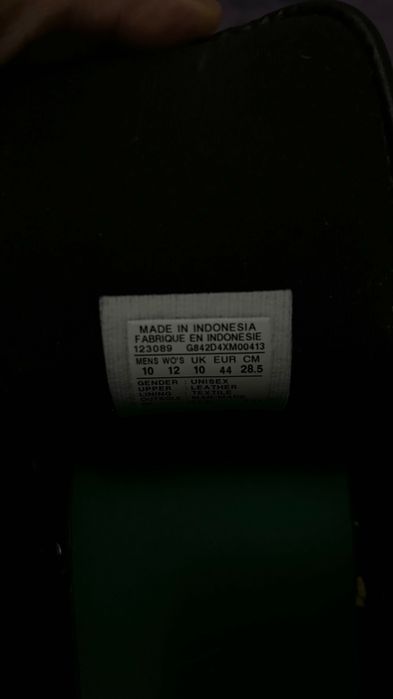 MADE IN INDONESIA
FABRIQUE EN INDONESIE
123089 G842D4XM00413
MENS WO'S UK EUR CM
10 12 10 44 28.5
GENDER : UNISEX
UPPER : LEATHER
LINING : TEXTILE